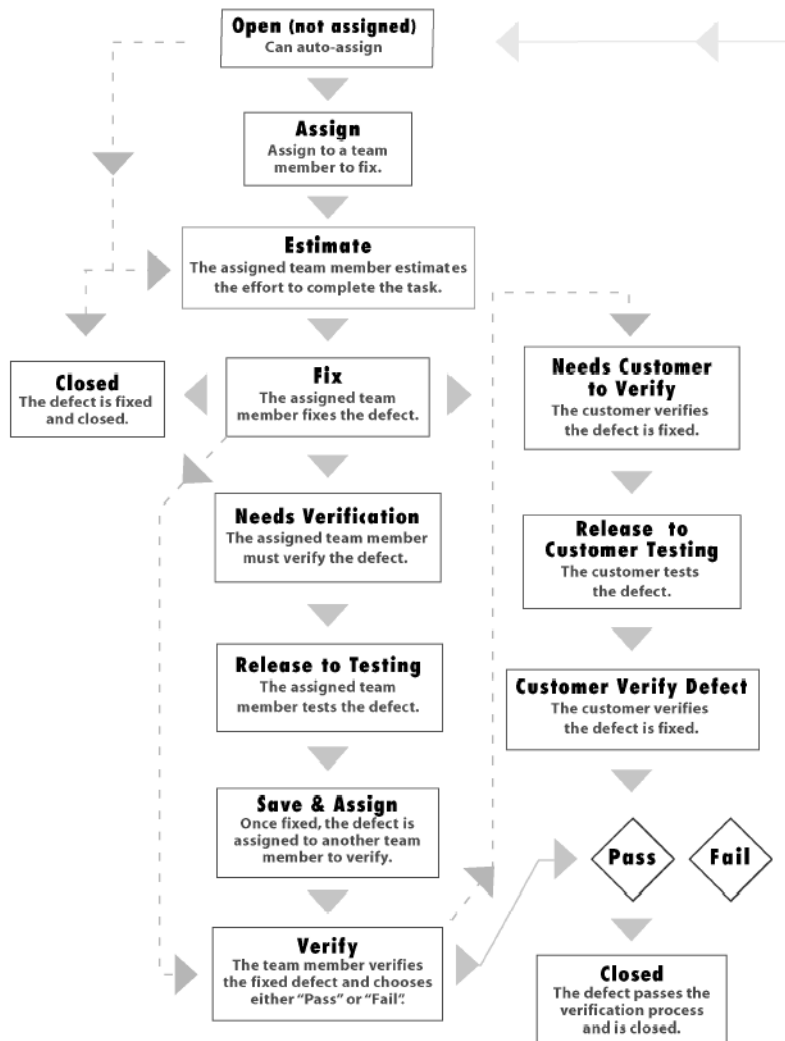 Open (not assigned)
Can auto-assign
Assign
Assign to a team
member to fix.
Estimate
The assigned team member estimates
the effort to complete the task.
Closed
The defect is fixed
and closed.
Fix
The assigned team
member fixes the defect.
Needs Customer
to Verify
The customer verifies
the defect is fixed.
Needs Verification
The assigned team member
must verify the defect.
Release to
Customer Testing
The customer tests
the defect.
Release to Testing
The assigned team
member tests the defect.
Customer Verify Defect
The customer verifies
the defect is fixed.
Save & Assign
Once fixed, the defect is
assigned to another team
member to verify.
Pass
Fail
Verify
The team member verifies
the fixed defect and chooses
either “Pass” or “Fail”.
Closed
The defect passes the
verification process
and is closed.